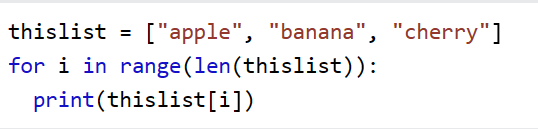 thislist = ["apple", "banana", "cherry"]
for i in range(len(thislist)):
  print(thislist[i])